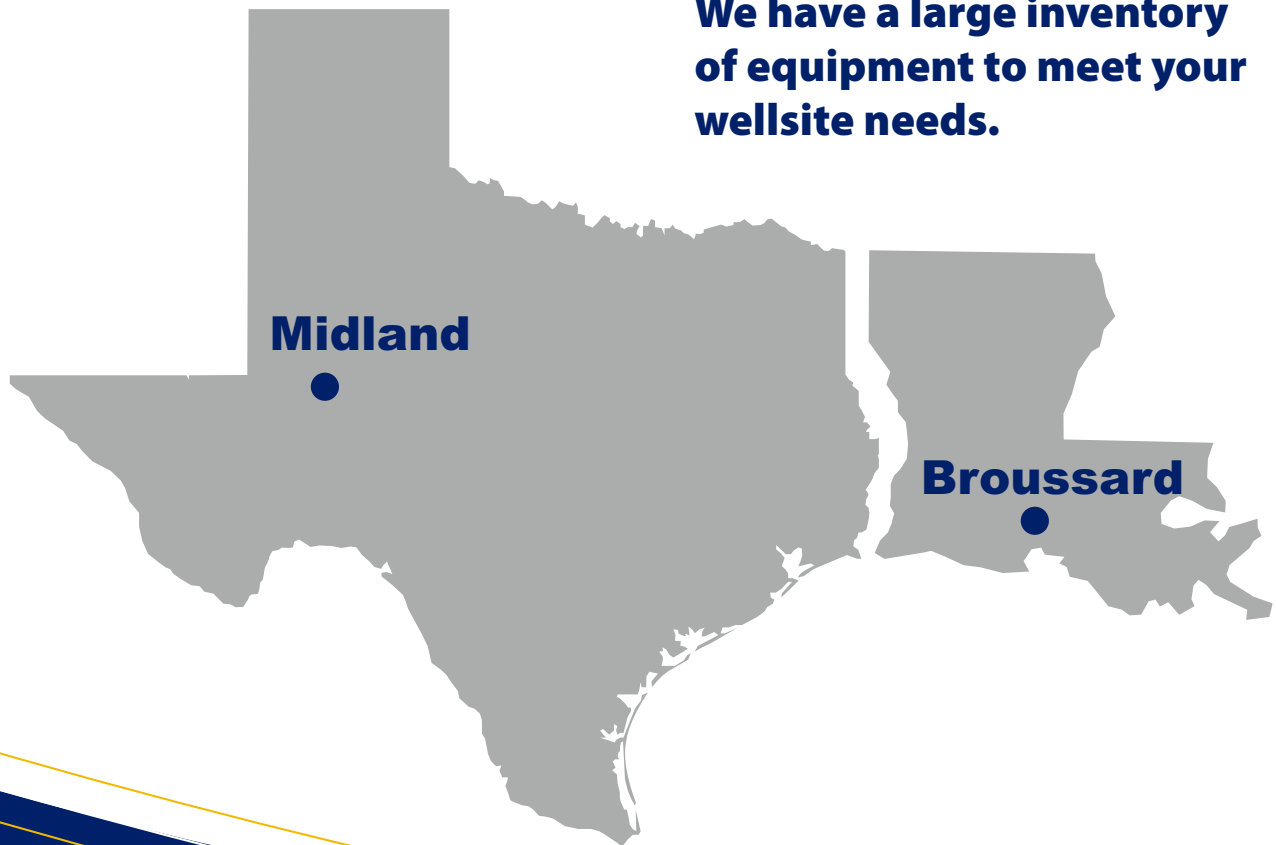 We have a large inventory
of equipment to meet your
wellsite needs.
Midland
Broussard